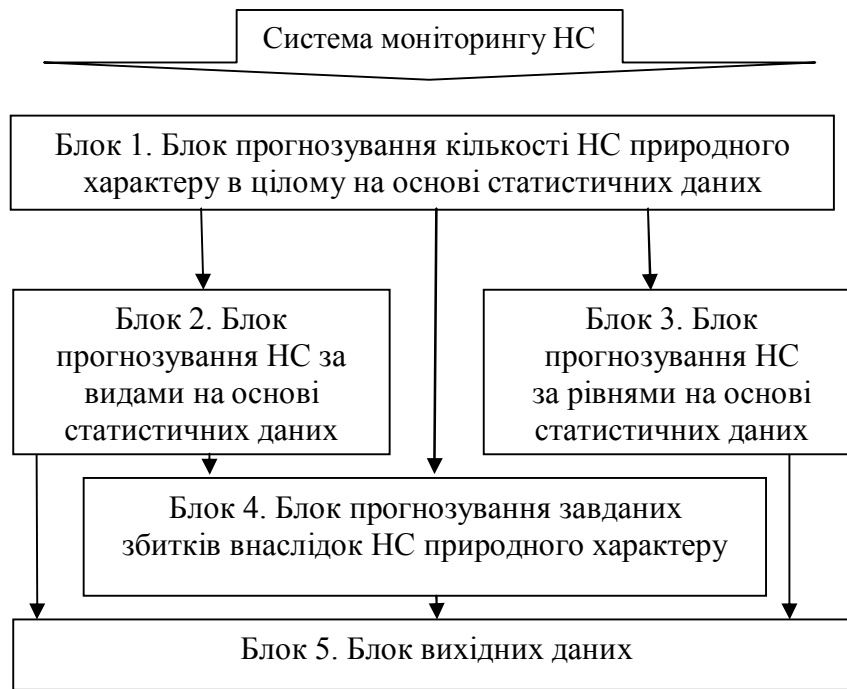 Система моніторингу НС
Блок 1. Блок прогнозування кількості НС природного
характеру в цілому на основі статистичних даних
Блок 2. Блок
прогнозування НС за
видами на основі
статистичних даних
Блок 3. Блок
прогнозування НС
за рівнями на основі
статистичних даних
Блок 4. Блок прогнозування завданих
збитків внаслідок НС природного характеру
Блок 5. Блок вихідних даних